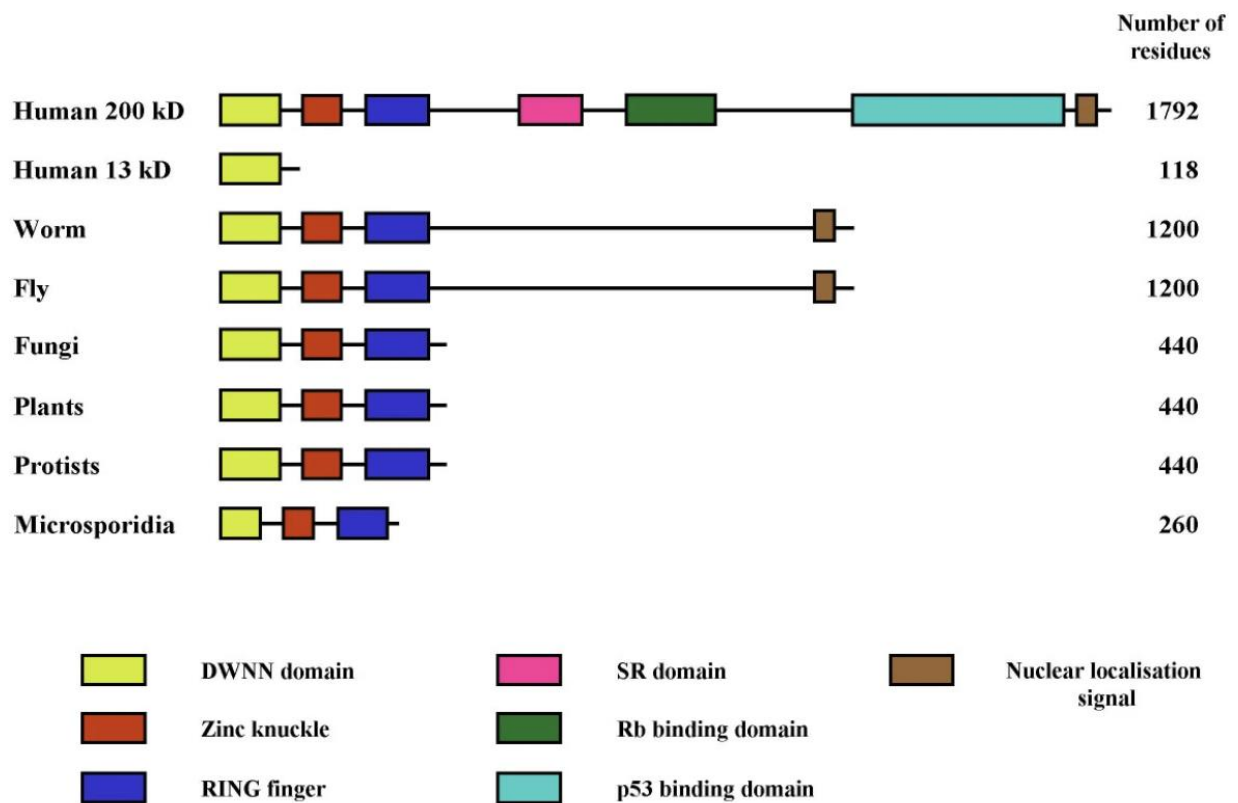 Number of
residues
Human 200 kD 1792
Human 13 kD 118
Worm 1200
Fly 1200
Fungi 440
Plants 440
Protists 440
Microsporidia 260
DWNN domain SR domain Nuclear localisation
signal
Zinc knuckle Rb binding domain
RING finger p53 binding domain